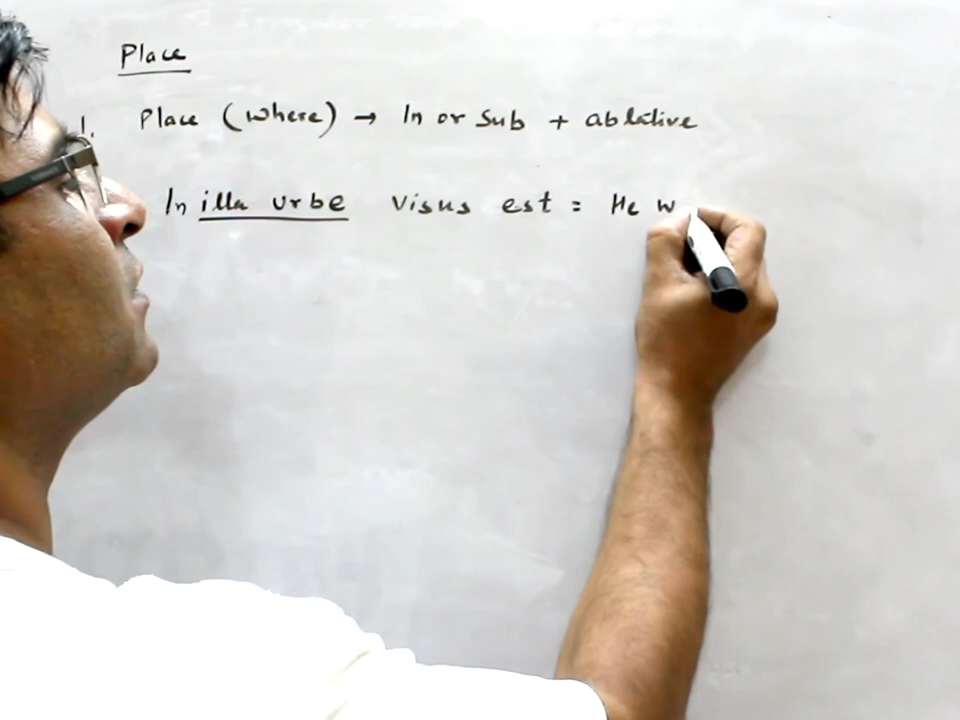 Place
1. Place (where) → In or Sub + ablative
In illa urbe visus est = He w